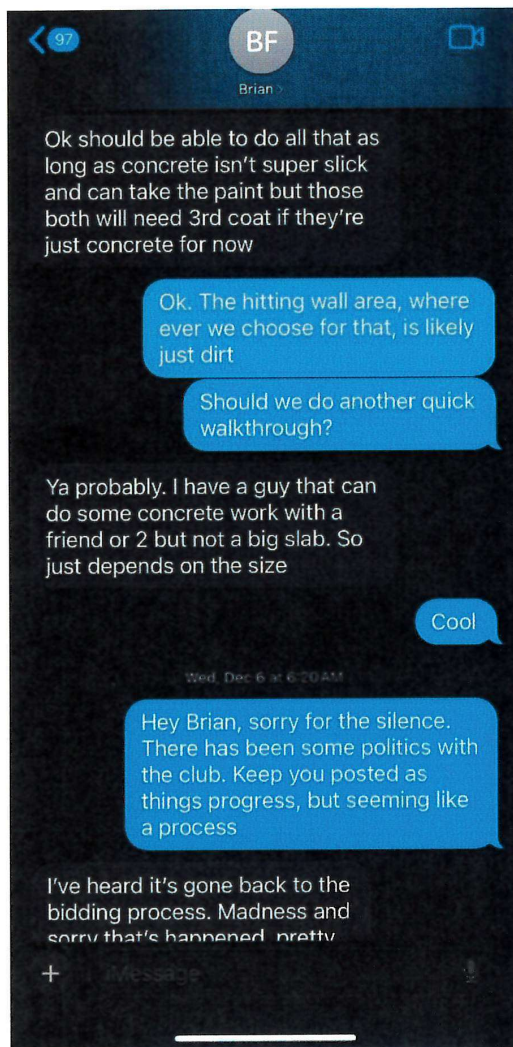 97
BF
Brian
Ok should be able to do all that as
long as concrete isn't super slick
and can take the paint but those
both will need 3rd coat if they're
just concrete for now
Ok. The hitting wall area, where
ever we choose for that, is likely
just dirt
Should we do another quick
walkthrough?
Ya probably. I have a guy that can
do some concrete work with a
friend or 2 but not a big slab. So
just depends on the size
Cool
Wed, Dec 6 at 6:20 AM
Hey Brian, sorry for the silence.
There has been some politics with
the club. Keep you posted as
things progress, but seeming like
a process
I've heard it's gone back to the
bidding process. Madness and
sorry that's happened, pretty
iMessage